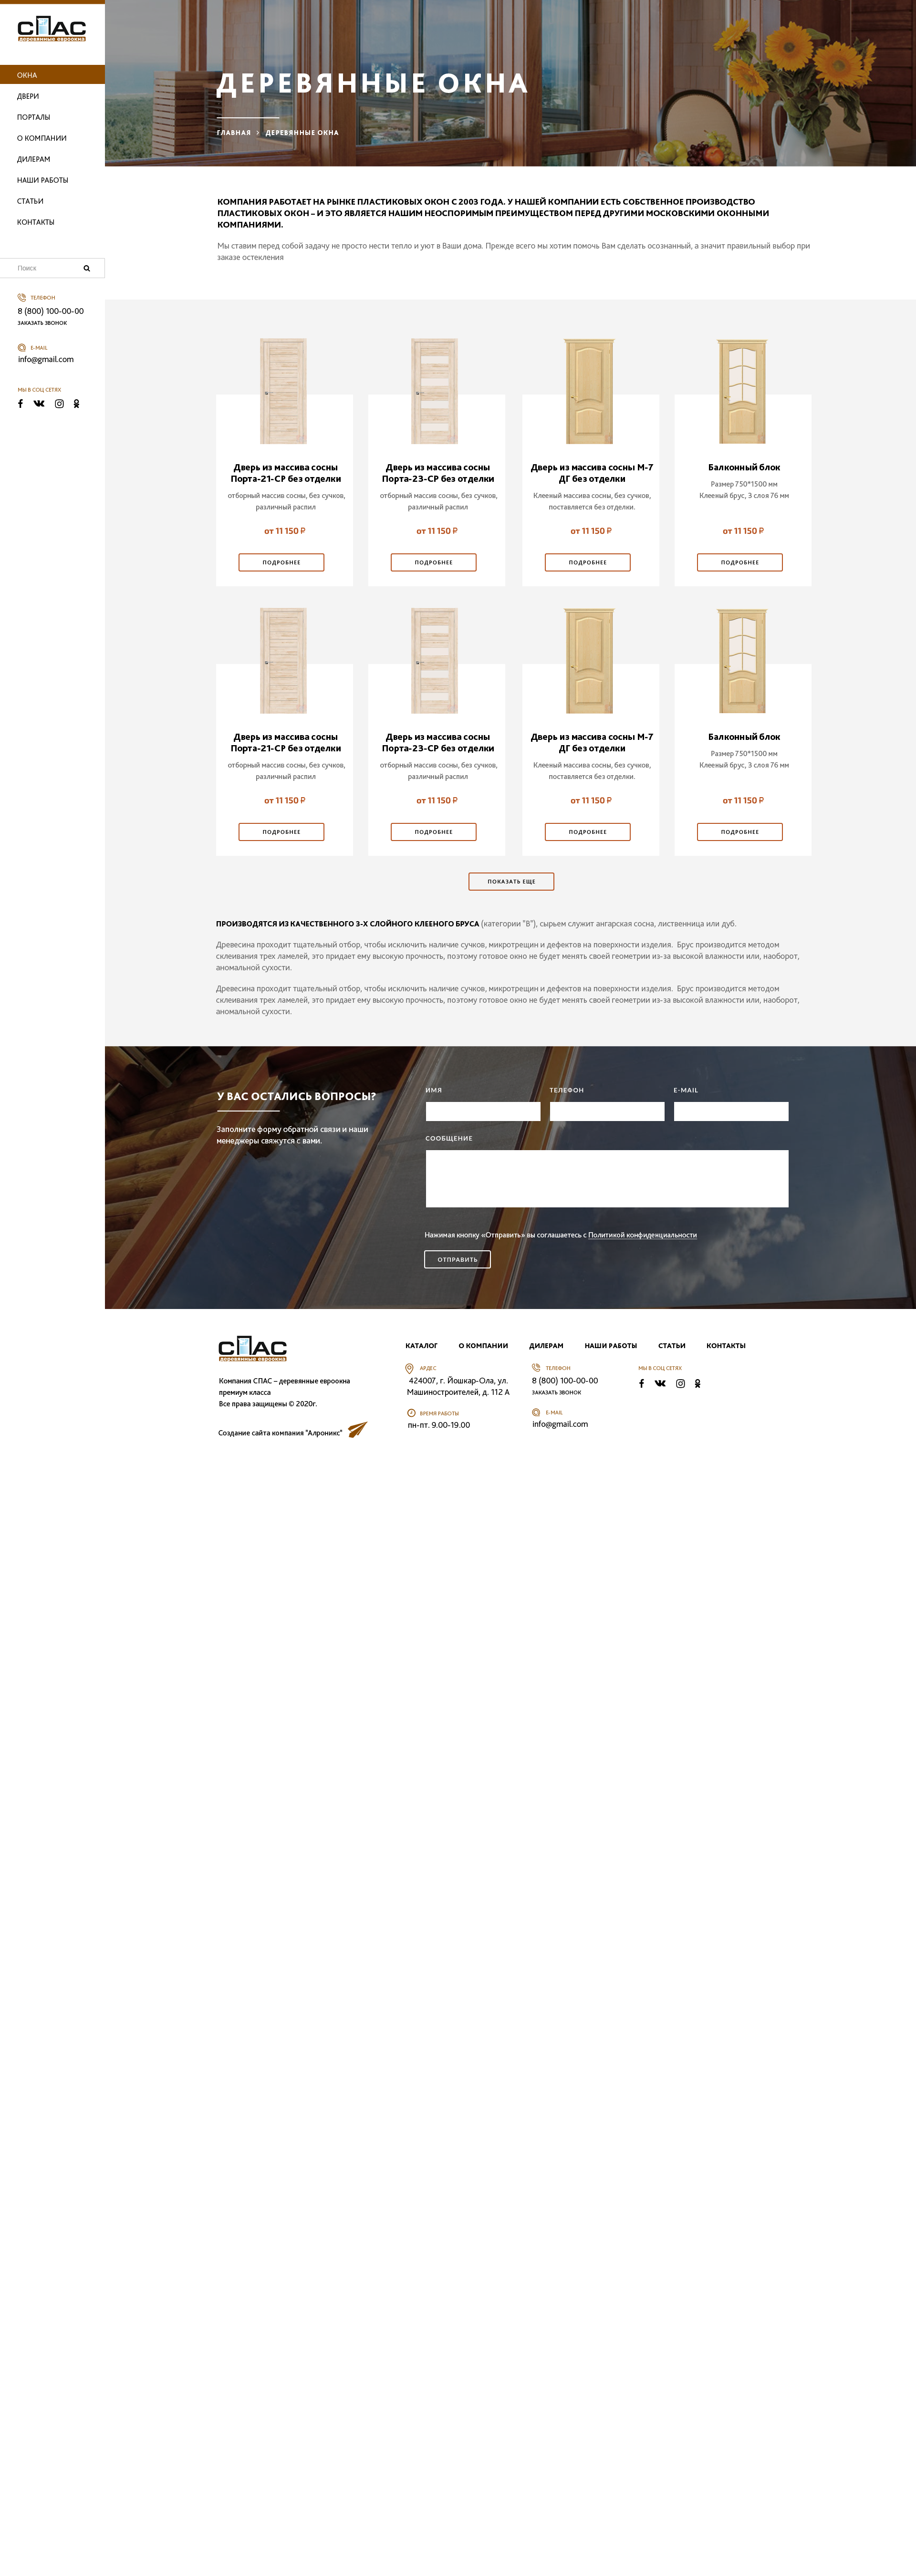 СПАС
деревянные евроокна
ОКНА
ДВЕРИ
ПОРТАЛЫ
О КОМПАНИИ
ДИЛЕРАМ
НАШИ РАБОТЫ
СТАТЬИ
КОНТАКТЫ
Поиск
ТЕЛЕФОН
8 (800) 100-00-00
ЗАКАЗАТЬ ЗВОНОК
E-MAIL
info@gmail.com
МЫ В СОЦ СЕТЯХ
ДЕРЕВЯННЫЕ ОКНА
ГЛАВНАЯ > ДЕРЕВЯННЫЕ ОКНА
КОМПАНИЯ РАБОТАЕТ НА РЫНКЕ ПЛАСТИКОВЫХ ОКОН С 2003 ГОДА. У НАШЕЙ КОМПАНИИ ЕСТЬ СОБСТВЕННОЕ ПРОИЗВОДСТВО
ПЛАСТИКОВЫХ ОКОН – И ЭТО ЯВЛЯЕТСЯ НАШИМ НЕОСПОРИМЫМ ПРЕИМУЩЕСТВОМ ПЕРЕД ДРУГИМИ МОСКОВСКИМИ ОКОННЫМИ
КОМПАНИЯМИ.
Мы ставим перед собой задачу не просто нести тепло и уют в Ваши дома. Прежде всего мы хотим помочь Вам сделать осознанный, а значит правильный выбор при
заказе остекления
Дверь из массива сосны
Порта-21-СР без отделки
отборный массив сосны, без сучков,
различный распил
от 11 150 ₽
ПОДРОБНЕЕ
Дверь из массива сосны
Порта-23-СР без отделки
отборный массив сосны, без сучков,
различный распил
от 11 150 ₽
ПОДРОБНЕЕ
Дверь из массива сосны М-7
ДГ без отделки
Клееный массива сосны, без сучков,
поставляется без отделки.
от 11 150 ₽
ПОДРОБНЕЕ
Балконный блок
Размер 750*1500 мм
Клееный брус, 3 слоя 76 мм
от 11 150 ₽
ПОДРОБНЕЕ
Дверь из массива сосны
Порта-21-СР без отделки
отборный массив сосны, без сучков,
различный распил
от 11 150 ₽
ПОДРОБНЕЕ
Дверь из массива сосны
Порта-23-СР без отделки
отборный массив сосны, без сучков,
различный распил
от 11 150 ₽
ПОДРОБНЕЕ
Дверь из массива сосны М-7
ДГ без отделки
Клееный массива сосны, без сучков,
поставляется без отделки.
от 11 150 ₽
ПОДРОБНЕЕ
Балконный блок
Размер 750*1500 мм
Клееный брус, 3 слоя 76 мм
от 11 150 ₽
ПОДРОБНЕЕ
ПОКАЗАТЬ ЕЩЕ
ПРОИЗВОДЯТСЯ ИЗ КАЧЕСТВЕННОГО 3-Х СЛОЙНОГО КЛЕЕНОГО БРУСА (категории "В"), сырьем служит ангарская сосна, лиственница или дуб.
Древесина проходит тщательный отбор, чтобы исключить наличие сучков, микротрещин и дефектов на поверхности изделия. Брус производится методом
склеивания трех ламелей, это придает ему высокую прочность, поэтому готовое окно не будет менять своей геометрии из-за высокой влажности или, наоборот,
аномальной сухости.
Древесина проходит тщательный отбор, чтобы исключить наличие сучков, микротрещин и дефектов на поверхности изделия. Брус производится методом
склеивания трех ламелей, это придает ему высокую прочность, поэтому готовое окно не будет менять своей геометрии из-за высокой влажности или, наоборот,
аномальной сухости.
У ВАС ОСТАЛИСЬ ВОПРОСЫ?
Заполните форму обратной связи и наши
менеджеры свяжутся с вами.
ИМЯ
ТЕЛЕФОН
E-MAIL
СООБЩЕНИЕ
Нажимая кнопку «Отправить» вы соглашаетесь с Политикой конфиденциальности
ОТПРАВИТЬ
СПАС
деревянные евроокна
Компания СПАС – деревянные евроокна
премиум класса
Все права защищены © 2020г.
Создание сайта компания "Алроникс"
КАТАЛОГ
О КОМПАНИИ
ДИЛЕРАМ
НАШИ РАБОТЫ
СТАТЬИ
КОНТАКТЫ
АРДЕС
424007, г. Йошкар-Ола, ул.
Машиностроителей, д. 112 А
ВРЕМЯ РАБОТЫ
пн-пт. 9.00-19.00
ТЕЛЕФОН
8 (800) 100-00-00
ЗАКАЗАТЬ ЗВОНОК
E-MAIL
info@gmail.com
МЫ В СОЦ СЕТЯХ